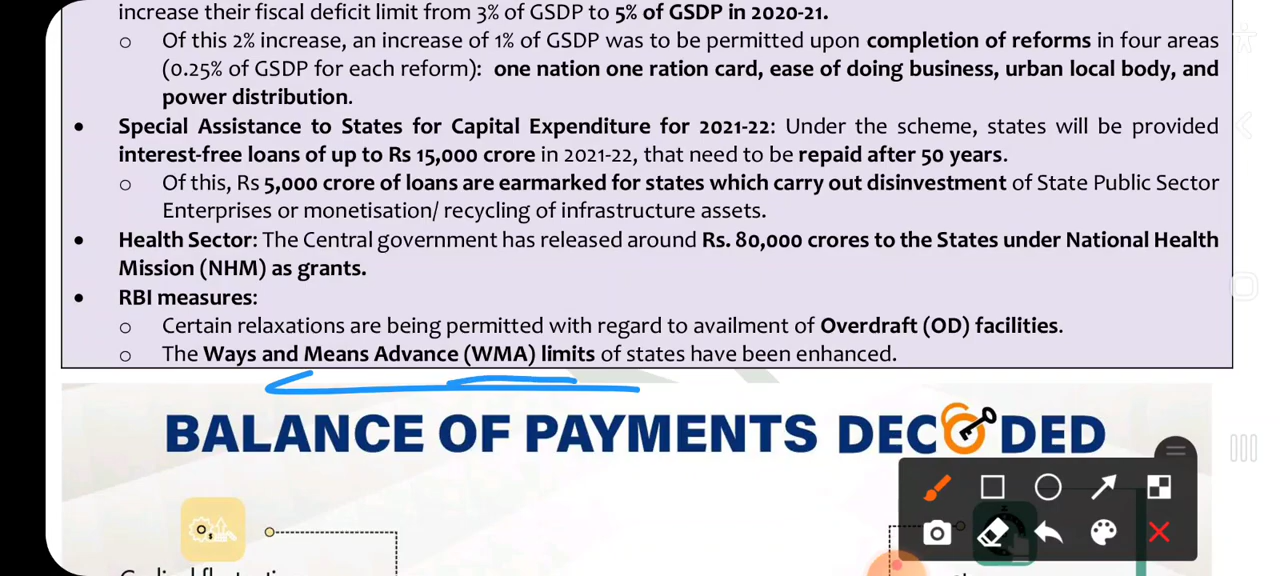 increase their fiscal deficit limit from 3% of GSDP to 5% of GSDP in 2020-21.
o Of this 2% increase, an increase of 1% of GSDP was to be permitted upon completion of reforms in four areas
(0.25% of GSDP for each reform): one nation one ration card, ease of doing business, urban local body, and
power distribution.
• Special Assistance to States for Capital Expenditure for 2021-22: Under the scheme, states will be provided
interest-free loans of up to Rs 15,000 crore in 2021-22, that need to be repaid after 50 years.
o Of this, Rs 5,000 crore of loans are earmarked for states which carry out disinvestment of State Public Sector
Enterprises or monetisation/ recycling of infrastructure assets.
• Health Sector: The Central government has released around Rs. 80,000 crores to the States under National Health
Mission (NHM) as grants.
• RBI measures:
o Certain relaxations are being permitted with regard to availment of Overdraft (OD) facilities.
o The Ways and Means Advance (WMA) limits of states have been enhanced.
BALANCE OF PAYMENTS DECODED